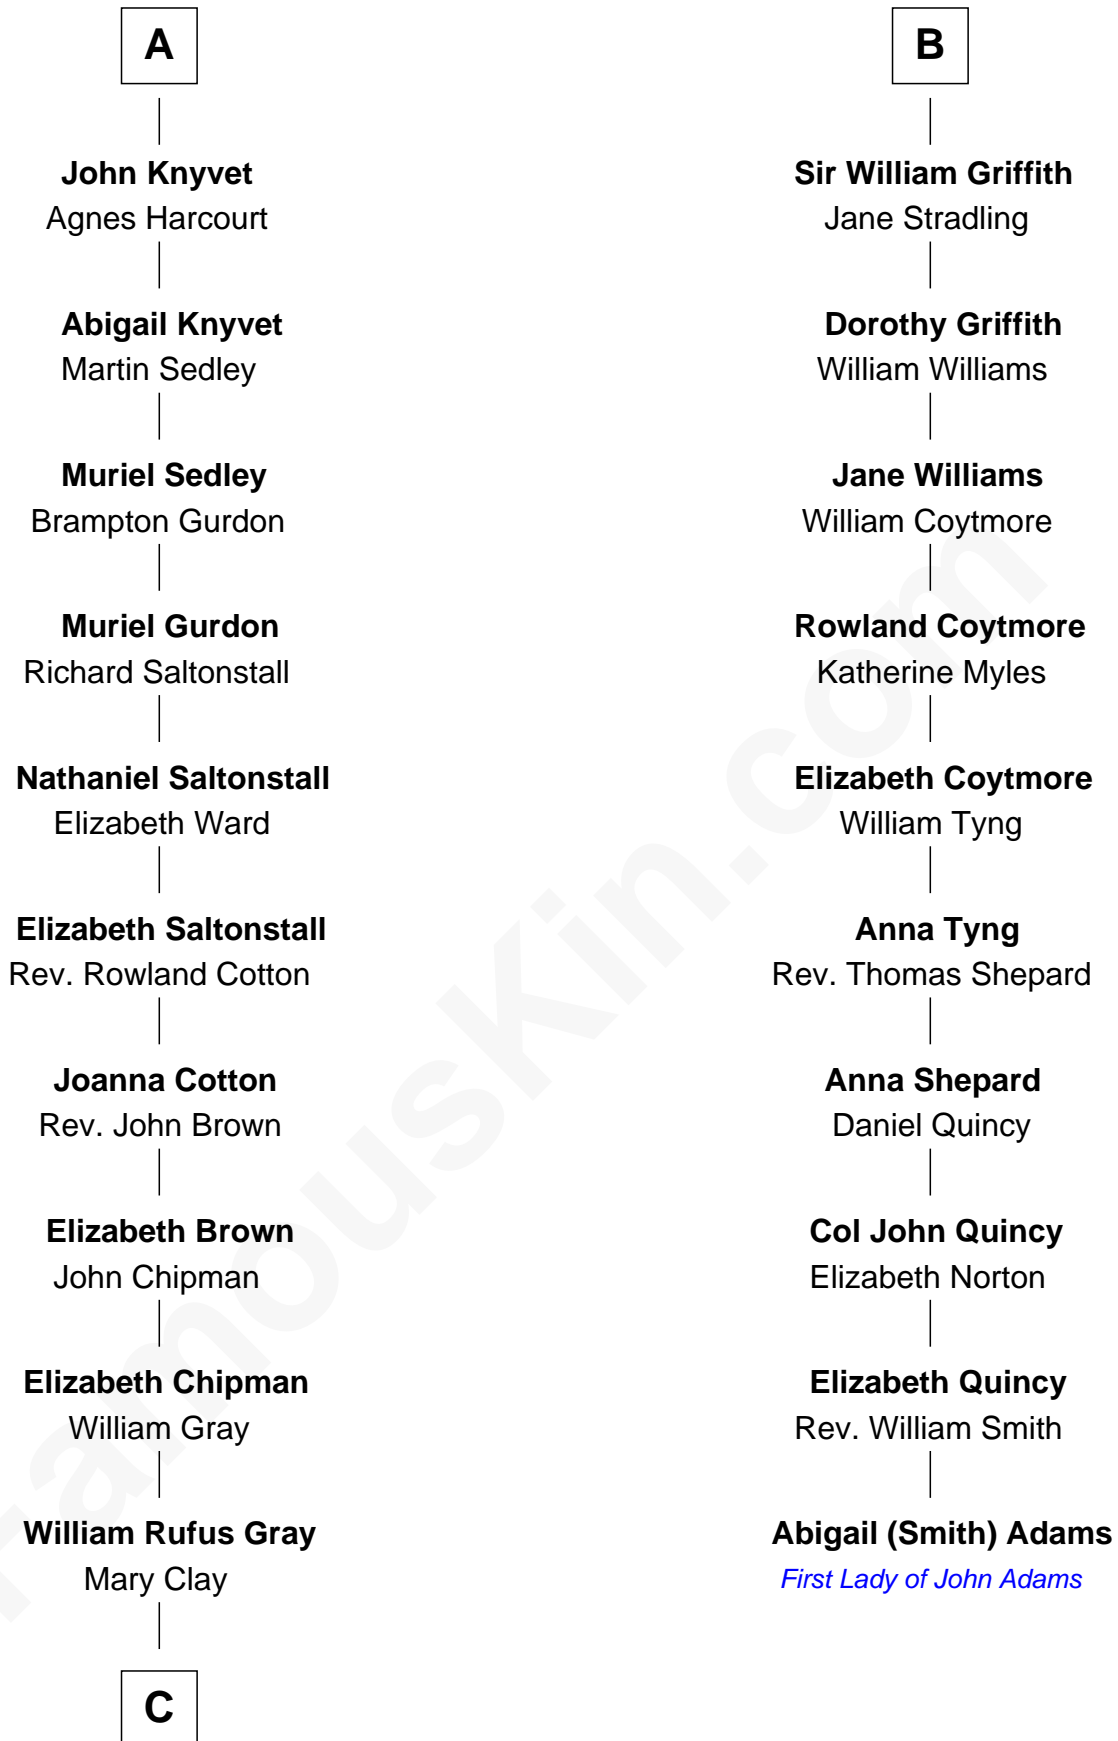 A
John Knyvet
Agnes Harcourt
Abigail Knyvet
Martin Sedley
Muriel Sedley
Brampton Gurdon
Muriel Gurdon
Richard Saltonstall
Nathaniel Saltonstall
Elizabeth Ward
Elizabeth Saltonstall
Rev. Rowland Cotton
Joanna Cotton
Rev. John Brown
Elizabeth Brown
John Chipman
Elizabeth Chipman
William Gray
William Rufus Gray
Mary Clay
C
B
Sir William Griffith
Jane Stradling
Dorothy Griffith
William Williams
Jane Williams
William Coytmore
Rowland Coytmore
Katherine Myles
Elizabeth Coytmore
William Tyng
Anna Tyng
Rev. Thomas Shepard
Anna Shepard
Daniel Quincy
Col John Quincy
Elizabeth Norton
Elizabeth Quincy
Rev. William Smith
Abigail (Smith) Adams
First Lady of John Adams
FamousKin.com